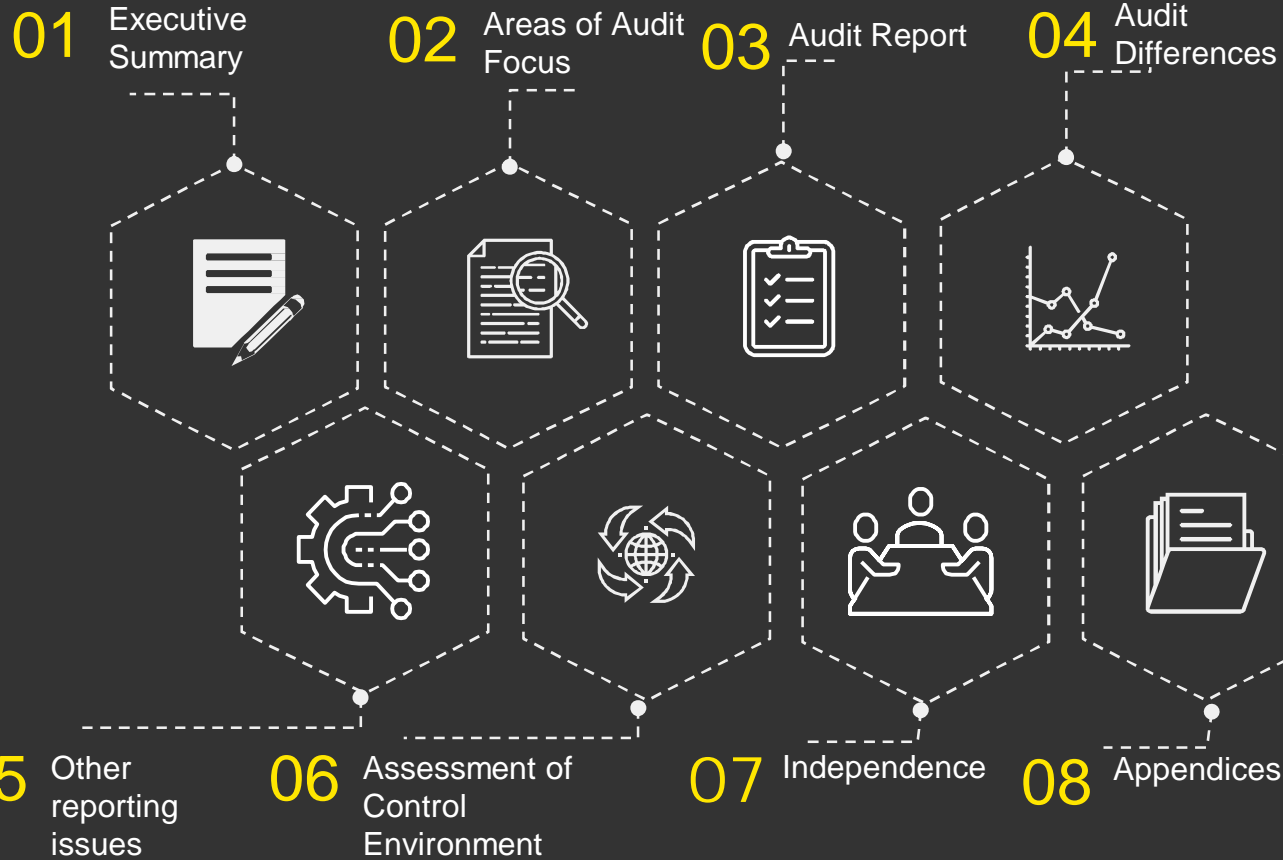 01
Executive
Summary
02
Areas of Audit
Focus
03
Audit Report
04
Audit
Differences
5
Other
reporting
issues
06
Assessment of
Control
Environment
07
Independence
08
Appendices